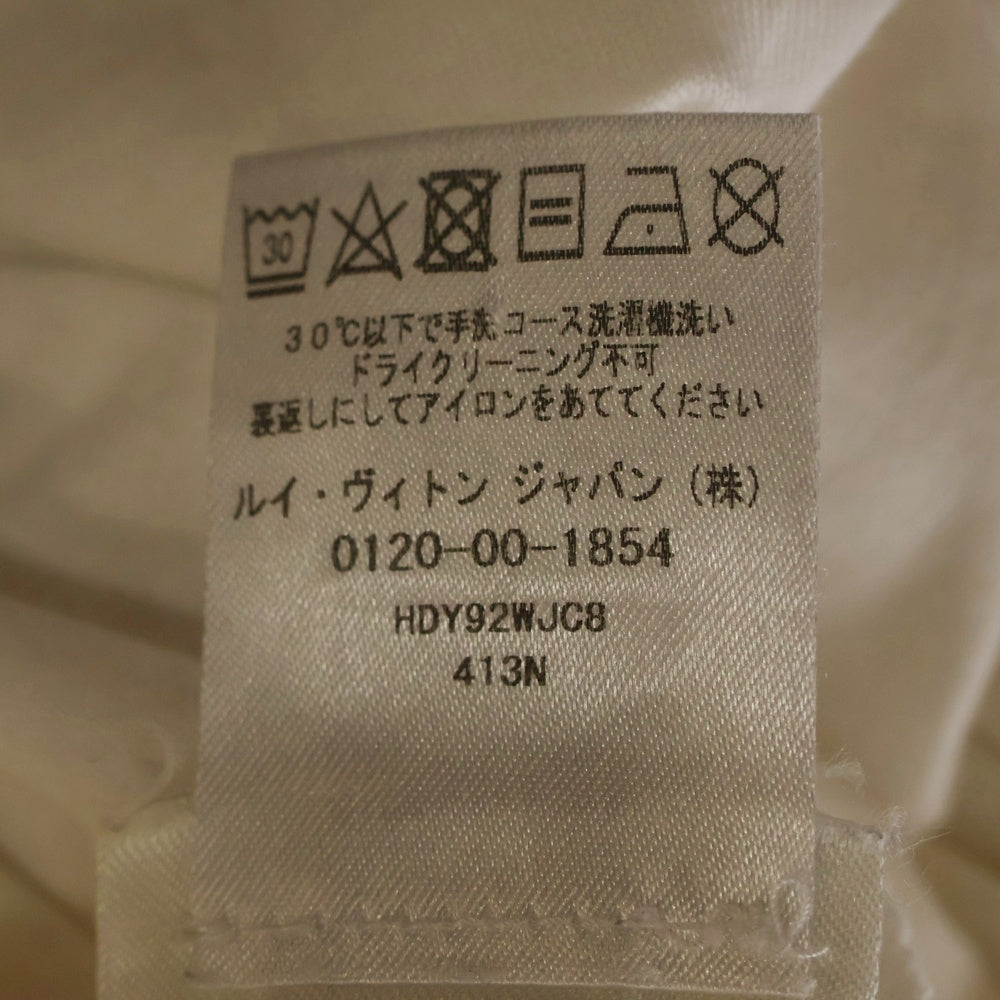 30
30℃以下で手洗コース洗濯機洗い
ドライクリーニング不可
裏返しにしてアイロンをあててください
ルイ・ヴィトン ジャパン (株)
0120-00-1854
HDY92WJC8
413N